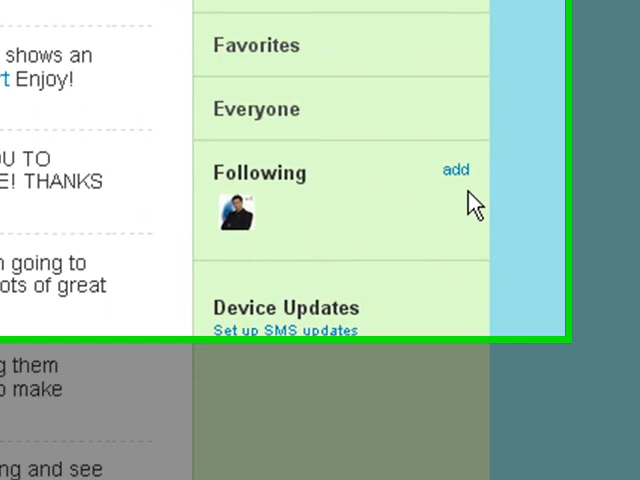 Favorites
shows an
t Enjoy!
Everyone
OU TO
E! THANKS
Following
add
n going to
ots of great
Device Updates
Set up SMS updates
g them
o make
ng and see